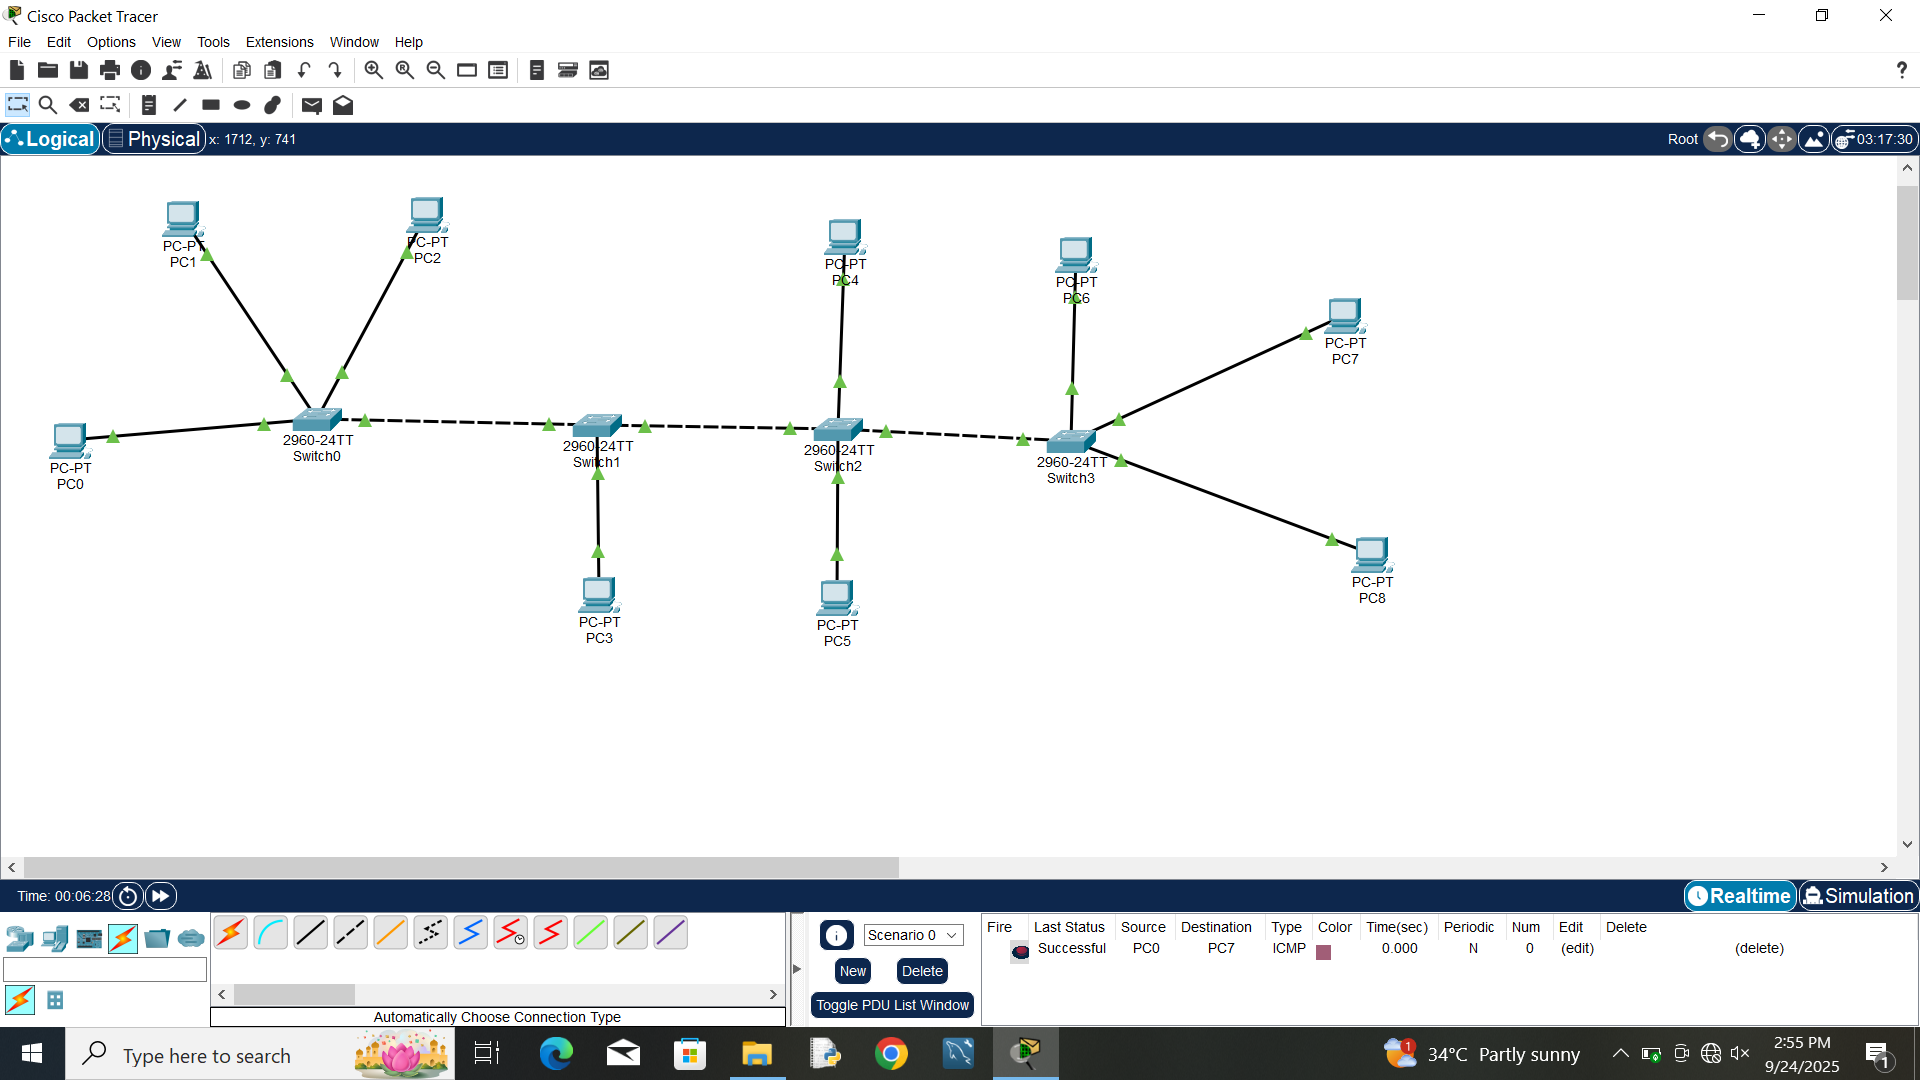 Cisco Packet Tracer
File Edit Options View Tools Extensions Window Help
?
Logical Physical x: 1712, y: 741 Root 03:17:30
PC-PT
PC1
PC-PT
PC2
PC-PT
PC4
PC-PT
PC6
PC-PT
PC7
2960-24TT
Switch0
2960-24TT
Switch1
2960-24TT
Switch2
2960-24TT
Switch3
PC-PT
PC0
PC-PT
PC3
PC-PT
PC5
PC-PT
PC8
Time: 00:06:28 Realtime Simulation
Scenario 0
New Delete
Toggle PDU List Window
Automatically Choose Connection Type
Fire Last Status Source Destination Type Color Time(sec) Periodic Num Edit Delete
Successful PC0 PC7 ICMP 0.000 N 0 (edit) (delete)
Type here to search
1
34°C Partly sunny
2:55 PM
9/24/2025
1